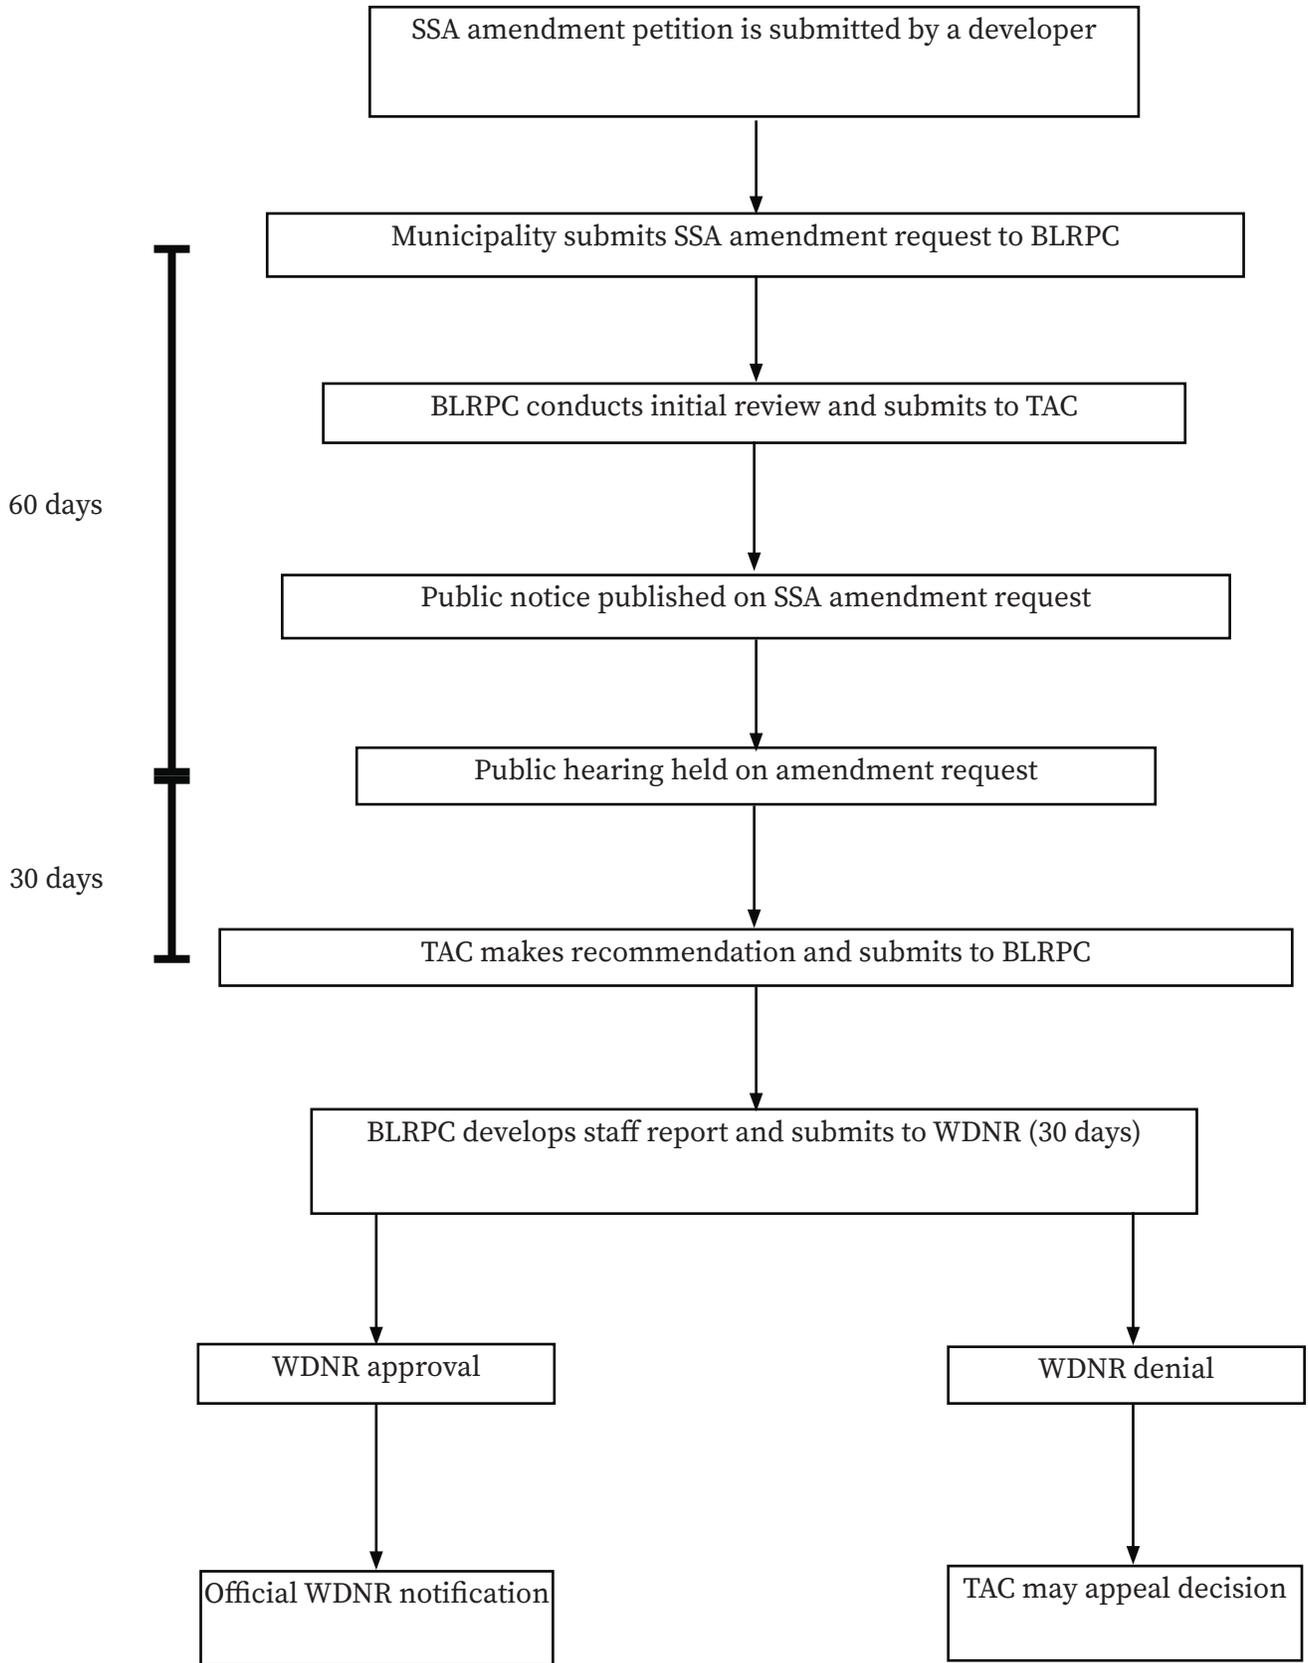 SSA amendment petition is submitted by a developer
Municipality submits SSA amendment request to BLRPC
BLRPC conducts initial review and submits to TAC
60 days
Public notice published on SSA amendment request
Public hearing held on amendment request
30 days
TAC makes recommendation and submits to BLRPC
BLRPC develops staff report and submits to WDNR (30 days)
WDNR approval
WDNR denial
Official WDNR notification
TAC may appeal decision